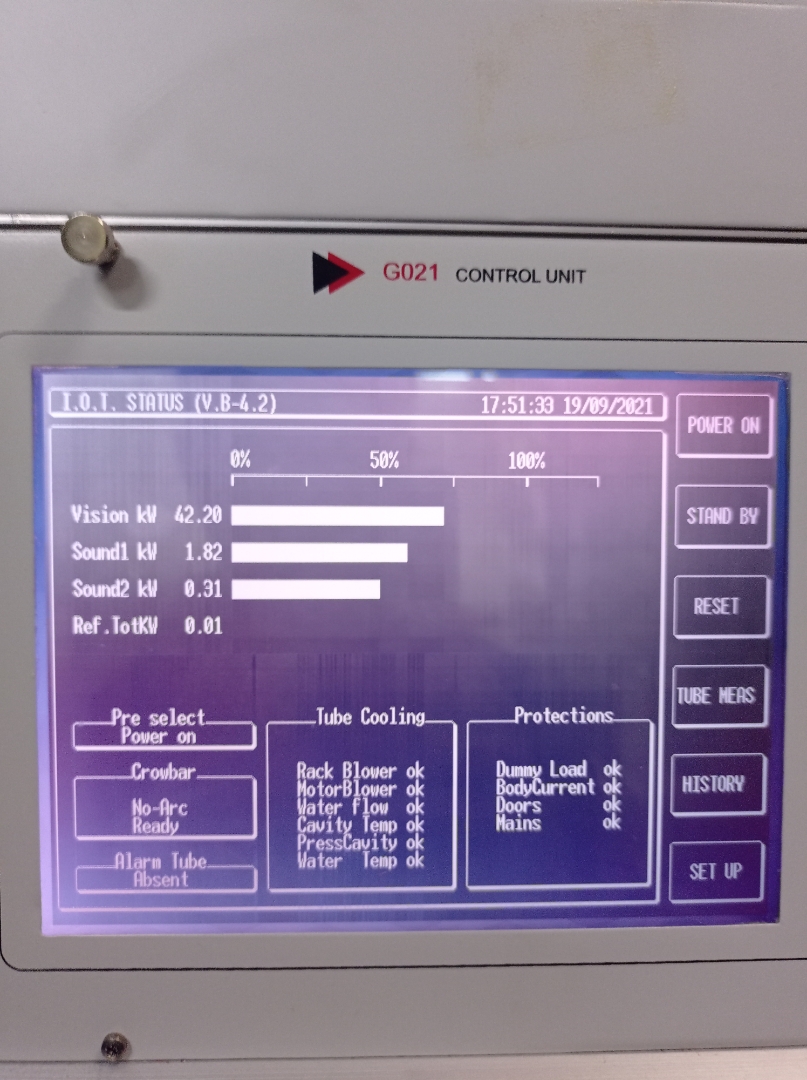 G021 CONTROL UNIT
I.O.T. STATUS (V.B-4.2) 17:51:33 19/09/2021
POWER ON
0% 50% 100%
Vision kW 42.20
STAND BY
Sound1 kW 1.82
Sound2 kW 0.31
RESET
Ref.TotKW 0.01
TUBE MEAS
Pre select
Power on
Crowbar
No-Arc
Ready
Alarm Tube
Absent
Tube Cooling
Rack Blower ok
MotorBlower ok
Water flow ok
Cavity Temp ok
PressCavity ok
Water Temp ok
Protections
Dummy Load ok
BodyCurrent ok
Doors ok
Mains ok
HISTORY
SET UP